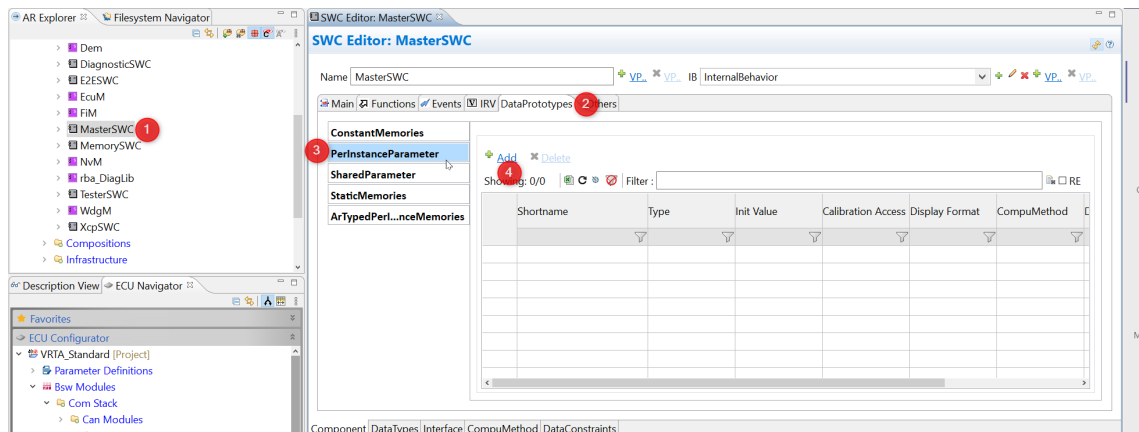 AR Explorer
Filesystem Navigator
Dem
DiagnosticSWC
E2ESWC
EcuM
FiM
MasterSWC 1
MemorySWC
NvM
rba_DiagLib
TesterSWC
WdgM
XcpSWC
Compositions
Infrastructure
Description View
ECU Navigator
Favorites
ECU Configurator
VRTA_Standard [Project]
Parameter Definitions
Bsw Modules
Com Stack
Can Modules
SWC Editor: MasterSWC
SWC Editor: MasterSWC
Name MasterSWC VP.. VP.. IB InternalBehavior VP.. VP..
Main Functions Events IRV DataPrototypes 2 Others
ConstantMemories
3 PerInstanceParameter
SharedParameter
StaticMemories
ArTypedPerI...nceMemories
Add Delete
4
Showing: 0/0 Filter : RE
Shortname Type Init Value Calibration Access Display Format CompuMethod
Component DataTypes Interface CompuMethod DataConstraints